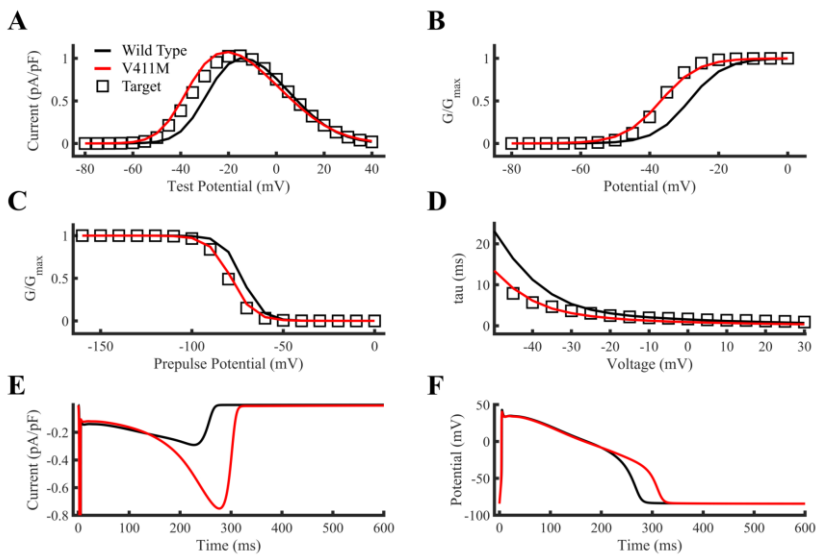 A
Current (pA/pF)
1
0.5
0
Wild Type
V411M
Target
-80
-60
-40
-20
0
20
40
Test Potential (mV)
B
G/Gmax
1
0.5
0
-80
-60
-40
-20
0
Potential (mV)
C
G/Gmax
1
0.5
0
-150
-100
-50
0
Prepulse Potential (mV)
D
tau (ms)
20
10
0
-40
-30
-20
-10
0
10
20
30
Voltage (mV)
E
Current (pA/pF)
-0.2
-0.4
-0.6
-0.8
0
100
200
300
400
500
600
Time (ms)
F
Potential (mV)
50
0
-50
-100
0
100
200
300
400
500
600
Time (ms)